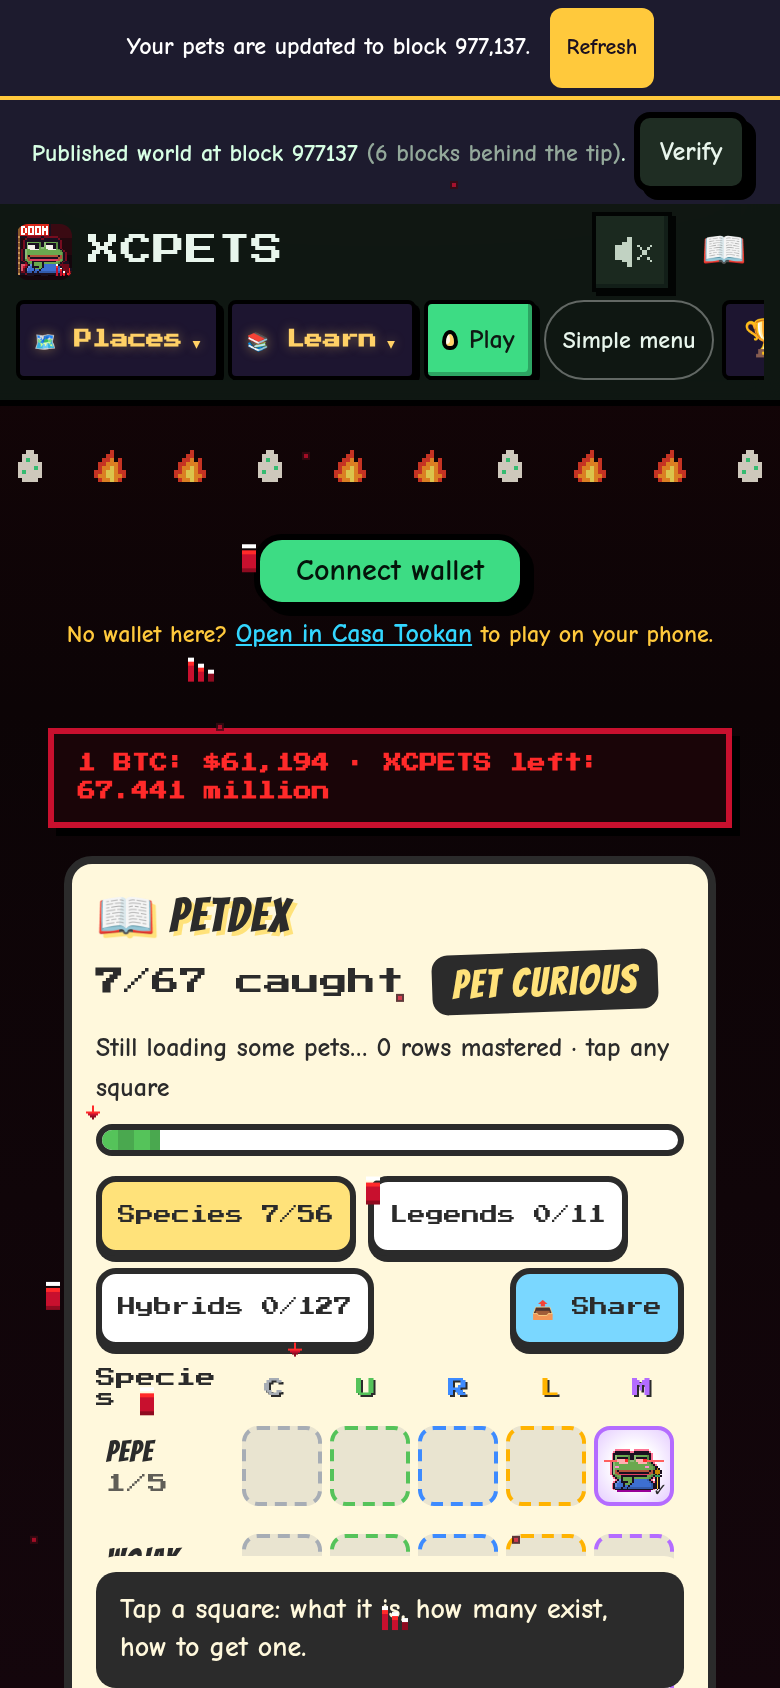 Your pets are updated to block 977,137.
Refresh
Published world at block 977137 (6 blocks behind the tip).
Verify
DOOM
XCPETS
Places ▾
Learn ▾
Play
Simple menu
Connect wallet
No wallet here? Open in Casa Tookan to play on your phone.
1 BTC: $61,194 · XCPETS left:
67.441 million
PETDEX
7/67 caught
PET CURIOUS
Still loading some pets... 0 rows mastered · tap any
square
Species 7/56
Legends 0/11
Hybrids 0/127
Share
Specie
s
C U R L M
PEPE
1/5
WOJAK
Tap a square: what it is, how many exist,
how to get one.